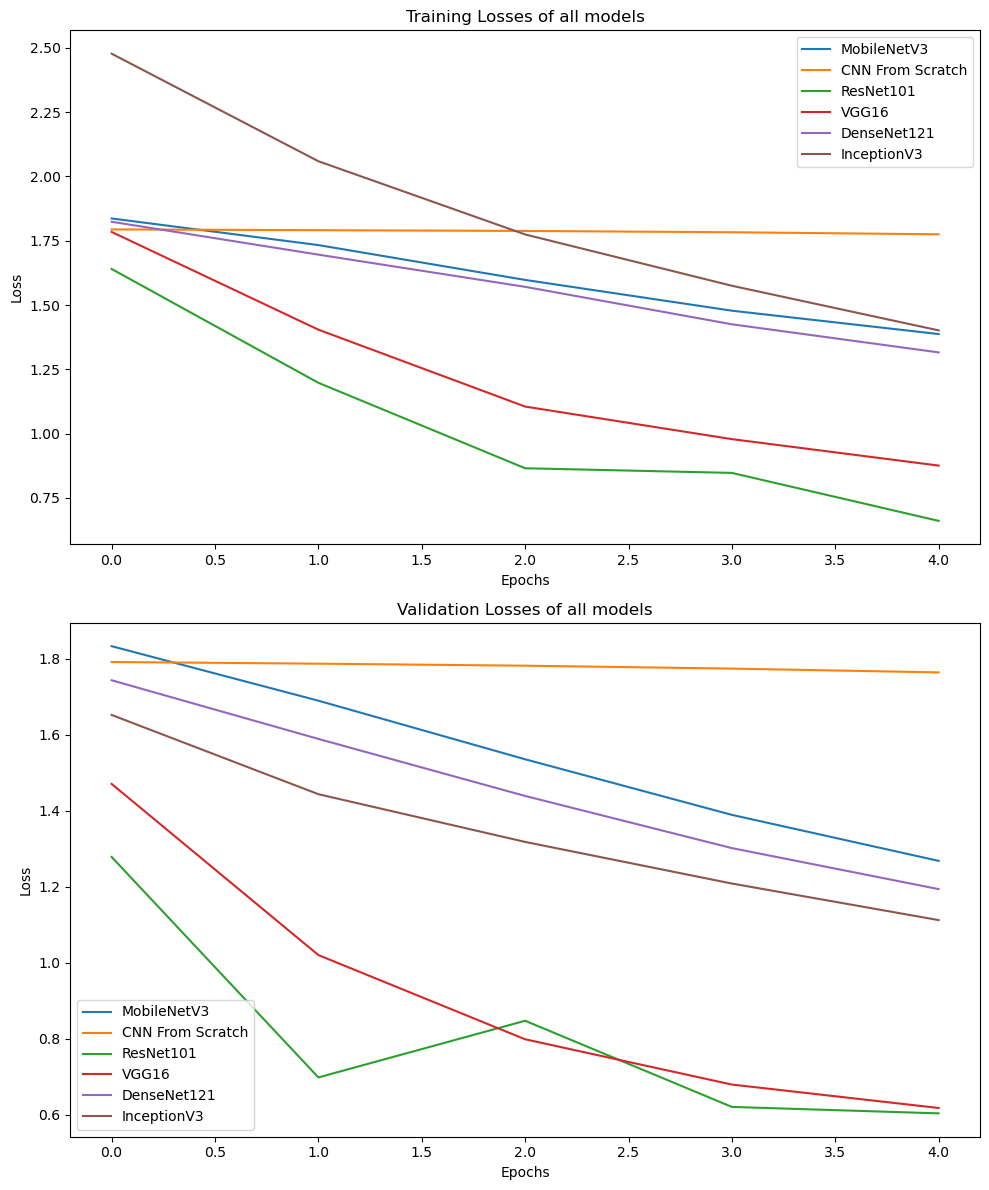 Training Losses of all models
2.50
2.25
2.00
1.75
1.50
1.25
1.00
0.75
Loss
MobileNetV3
CNN From Scratch
ResNet101
VGG16
DenseNet121
InceptionV3
0.0 0.5 1.0 1.5 2.0 2.5 3.0 3.5 4.0
Epochs
Validation Losses of all models
1.8
1.6
1.4
1.2
1.0
0.8
0.6
Loss
MobileNetV3
CNN From Scratch
ResNet101
VGG16
DenseNet121
InceptionV3
0.0 0.5 1.0 1.5 2.0 2.5 3.0 3.5 4.0
Epochs